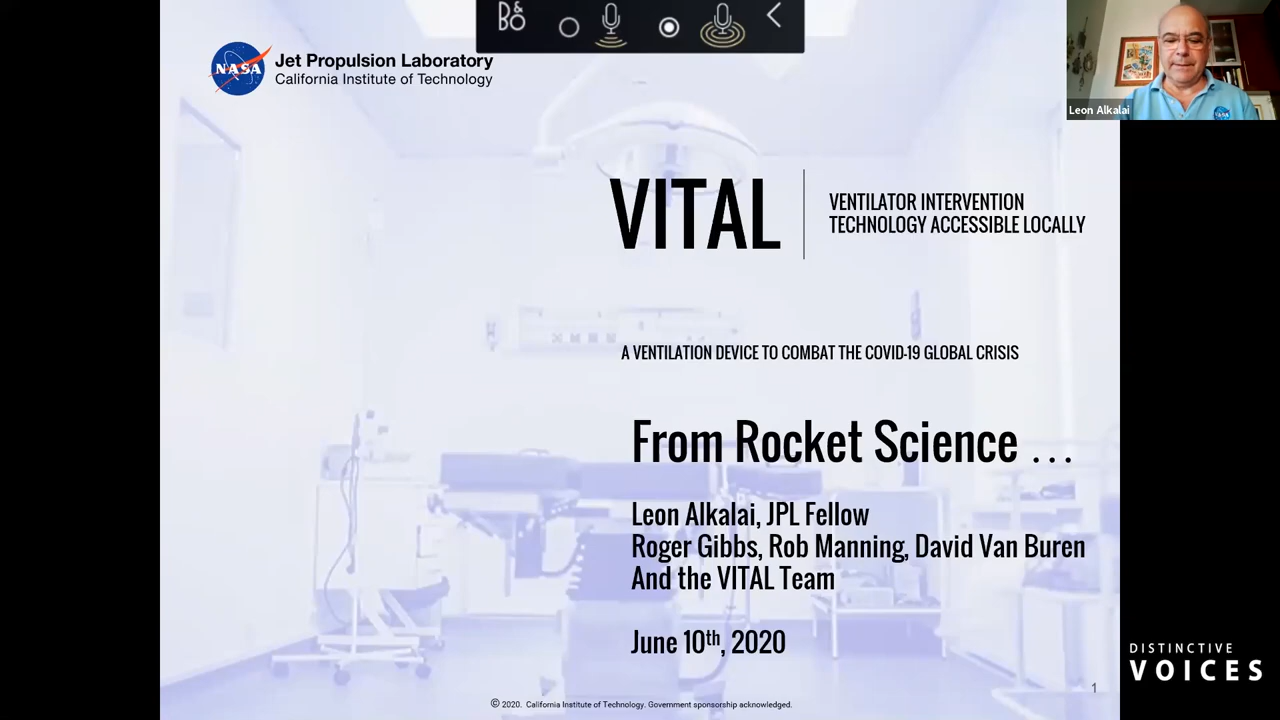 B&
DO
NASA
Jet Propulsion Laboratory
California Institute of Technology
Leon Alkalai
NASA
VITAL
VENTILATOR INTERVENTION
TECHNOLOGY ACCESSIBLE LOCALLY
A VENTILATION DEVICE TO COMBAT THE COVID-19 GLOBAL CRISIS
From Rocket Science ...
Leon Alkalai, JPL Fellow
Roger Gibbs, Rob Manning, David Van Buren
And the VITAL Team
June 10th, 2020
DISTINCTIVE
VOICES
1
© 2020. California Institute of Technology. Government sponsorship acknowledged.